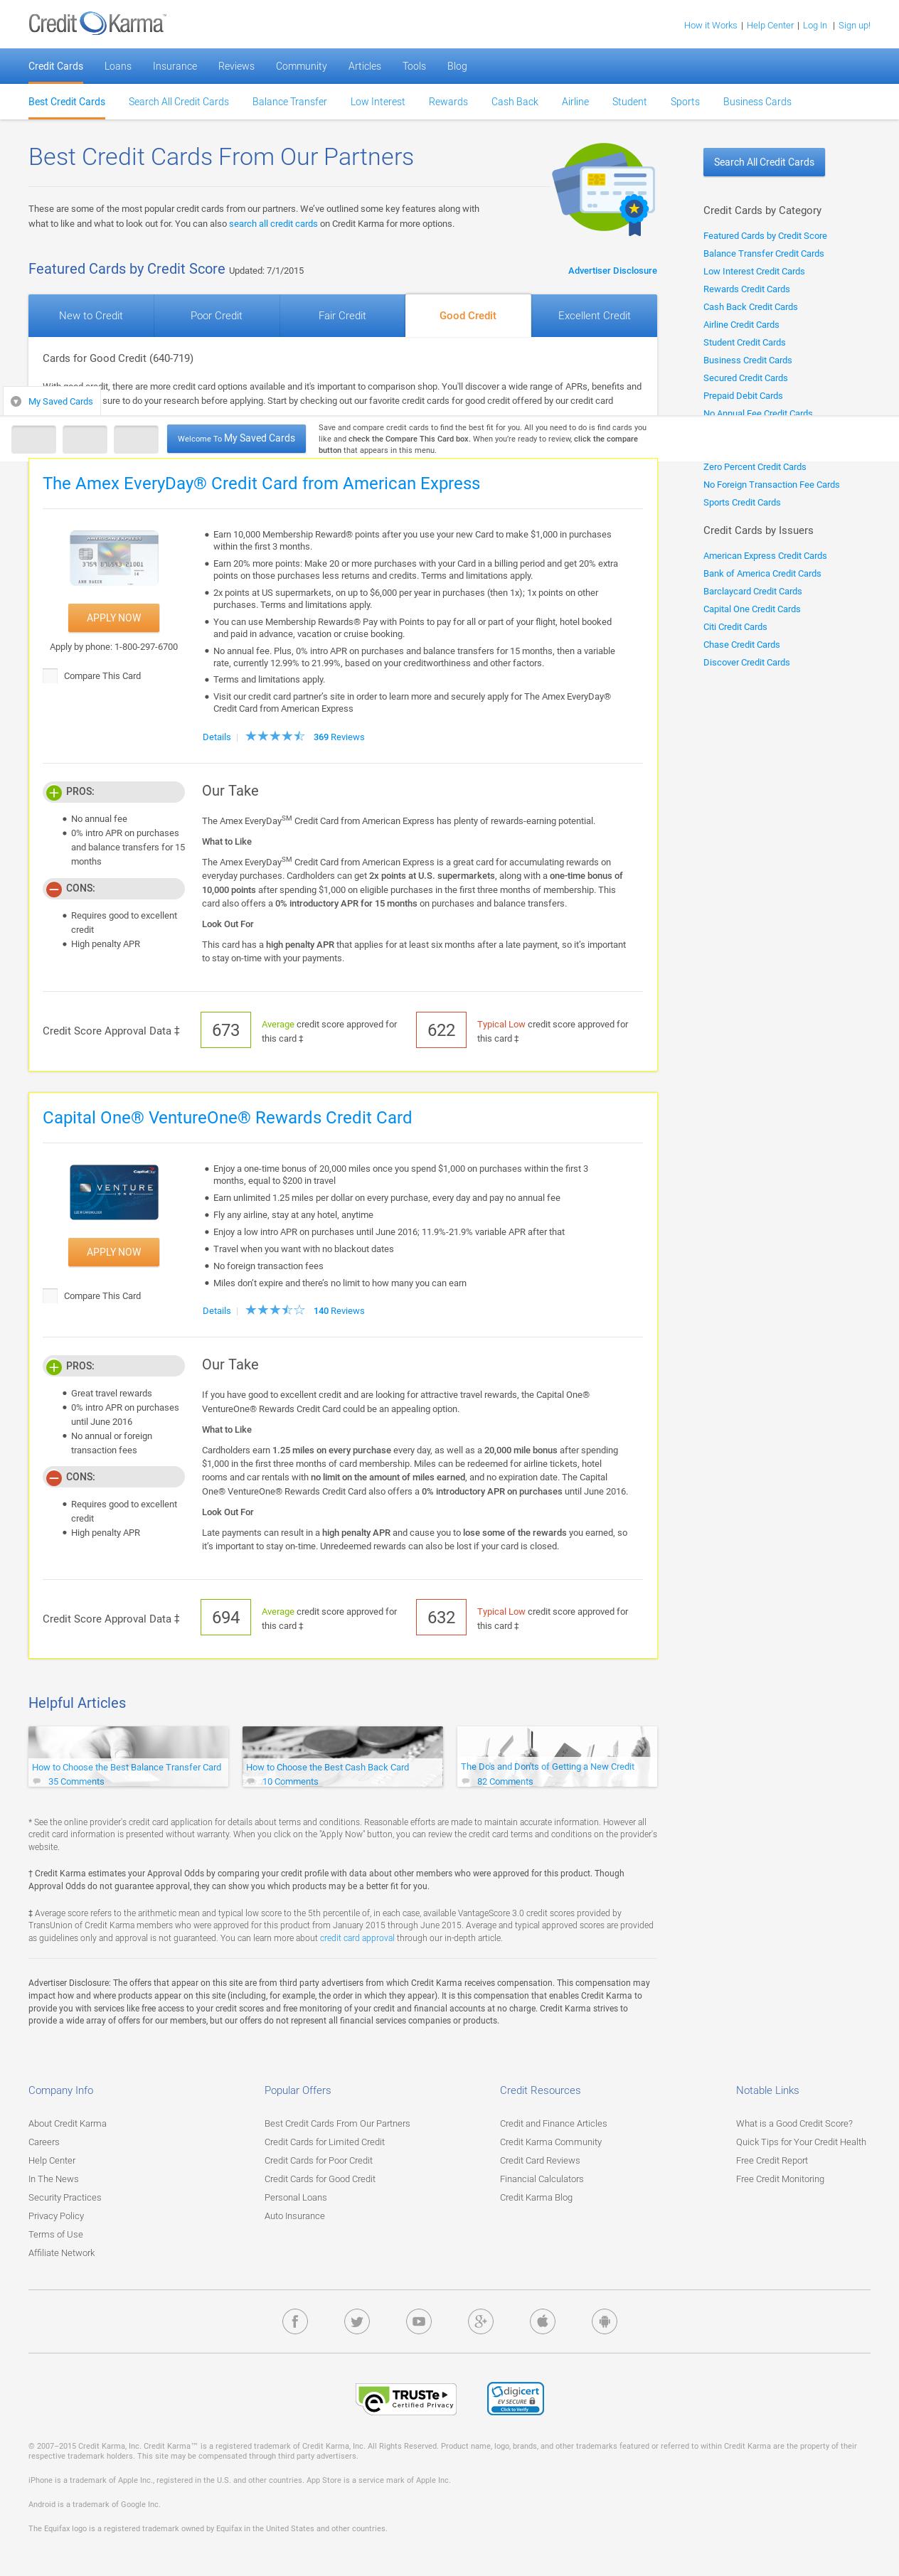 Credit Karma
How it Works | Help Center | Log In | Sign up!
Credit Cards Loans Insurance Reviews Community Articles Tools Blog
Best Credit Cards Search All Credit Cards Balance Transfer Low Interest Rewards Cash Back Airline Student Sports Business Cards
Best Credit Cards From Our Partners
These are some of the most popular credit cards from our partners. We've outlined some key features along with
what to like and what to look out for. You can also search all credit cards on Credit Karma for more options.
Featured Cards by Credit Score Updated: 7/1/2015
Advertiser Disclosure
New to Credit Poor Credit Fair Credit Good Credit Excellent Credit
Cards for Good Credit (640-719)
With good credit, there are more credit card options available and it's important to comparison shop. You'll discover a wide range of APRs, benefits and
sure to do your research before applying. Start by checking out our favorite credit cards for good credit offered by our credit card
My Saved Cards
Welcome To My Saved Cards
Save and compare credit cards to find the best fit for you. All you need to do is find cards you
like and check the Compare This Card box. When you're ready to review, click the compare
button that appears in this menu.
The Amex EveryDay® Credit Card from American Express
AMERICAN EXPRESS
APPLY NOW
Apply by phone: 1-800-297-6700
Compare This Card
Earn 10,000 Membership Reward® points after you use your new Card to make $1,000 in purchases
within the first 3 months.
Earn 20% more points: Make 20 or more purchases with your Card in a billing period and get 20% extra
points on those purchases less returns and credits. Terms and limitations apply.
2x points at US supermarkets, on up to $6,000 per year in purchases (then 1x); 1x points on other
purchases. Terms and limitations apply.
You can use Membership Rewards® Pay with Points to pay for all or part of your flight, hotel booked
and paid in advance, vacation or cruise booking.
No annual fee. Plus, 0% intro APR on purchases and balance transfers for 15 months, then a variable
rate, currently 12.99% to 21.99%, based on your creditworthiness and other factors.
Terms and limitations apply.
Visit our credit card partner's site in order to learn more and securely apply for The Amex EveryDay®
Credit Card from American Express
Details | 369 Reviews
PROS:
No annual fee
0% intro APR on purchases
and balance transfers for 15
months
CONS:
Requires good to excellent
credit
High penalty APR
Our Take
The Amex EveryDaySM Credit Card from American Express has plenty of rewards-earning potential.
What to Like
The Amex EveryDaySM Credit Card from American Express is a great card for accumulating rewards on
everyday purchases. Cardholders can get 2x points at U.S. supermarkets, along with a one-time bonus of
10,000 points after spending $1,000 on eligible purchases in the first three months of membership. This
card also offers a 0% introductory APR for 15 months on purchases and balance transfers.
Look Out For
This card has a high penalty APR that applies for at least six months after a late payment, so it's important
to stay on-time with your payments.
Credit Score Approval Data ‡
673
Average credit score approved for
this card ‡
622
Typical Low credit score approved for
this card ‡
Capital One® VentureOne® Rewards Credit Card
VENTURE
APPLY NOW
Compare This Card
Enjoy a one-time bonus of 20,000 miles once you spend $1,000 on purchases within the first 3
months, equal to $200 in travel
Earn unlimited 1.25 miles per dollar on every purchase, every day and pay no annual fee
Fly any airline, stay at any hotel, anytime
Enjoy a low intro APR on purchases until June 2016; 11.9%-21.9% variable APR after that
Travel when you want with no blackout dates
No foreign transaction fees
Miles don't expire and there's no limit to how many you can earn
Details | 140 Reviews
PROS:
Great travel rewards
0% intro APR on purchases
until June 2016
No annual or foreign
transaction fees
CONS:
Requires good to excellent
credit
High penalty APR
Our Take
If you have good to excellent credit and are looking for attractive travel rewards, the Capital One®
VentureOne® Rewards Credit Card could be an appealing option.
What to Like
Cardholders earn 1.25 miles on every purchase every day, as well as a 20,000 mile bonus after spending
$1,000 in the first three months of card membership. Miles can be redeemed for airline tickets, hotel
rooms and car rentals with no limit on the amount of miles earned, and no expiration date. The Capital
One® VentureOne® Rewards Credit Card also offers a 0% introductory APR on purchases until June 2016.
Look Out For
Late payments can result in a high penalty APR and cause you to lose some of the rewards you earned, so
it's important to stay on-time. Unredeemed rewards can also be lost if your card is closed.
Credit Score Approval Data ‡
694
Average credit score approved for
this card ‡
632
Typical Low credit score approved for
this card ‡
Search All Credit Cards
Credit Cards by Category
Featured Cards by Credit Score
Balance Transfer Credit Cards
Low Interest Credit Cards
Rewards Credit Cards
Cash Back Credit Cards
Airline Credit Cards
Student Credit Cards
Business Credit Cards
Secured Credit Cards
Prepaid Debit Cards
No Annual Fee Credit Cards
Zero Percent Credit Cards
No Foreign Transaction Fee Cards
Sports Credit Cards
Credit Cards by Issuers
American Express Credit Cards
Bank of America Credit Cards
Barclaycard Credit Cards
Capital One Credit Cards
Citi Credit Cards
Chase Credit Cards
Discover Credit Cards
Helpful Articles
How to Choose the Best Balance Transfer Card
35 Comments
How to Choose the Best Cash Back Card
10 Comments
The Do's and Don'ts of Getting a New Credit
82 Comments
* See the online provider's credit card application for details about terms and conditions. Reasonable efforts are made to maintain accurate information. However all
credit card information is presented without warranty. When you click on the "Apply Now" button, you can review the credit card terms and conditions on the provider's
website.
† Credit Karma estimates your Approval Odds by comparing your credit profile with data about other members who were approved for this product. Though
Approval Odds do not guarantee approval, they can show you which products may be a better fit for you.
‡ Average score refers to the arithmetic mean and typical low score to the 5th percentile of, in each case, available VantageScore 3.0 credit scores provided by
TransUnion of Credit Karma members who were approved for this product from January 2015 through June 2015. Average and typical approved scores are provided
as guidelines only and approval is not guaranteed. You can learn more about credit card approval through our in-depth article.
Advertiser Disclosure: The offers that appear on this site are from third party advertisers from which Credit Karma receives compensation. This compensation may
impact how and where products appear on this site (including, for example, the order in which they appear). It is this compensation that enables Credit Karma to
provide you with services like free access to your credit scores and free monitoring of your credit and financial accounts at no charge. Credit Karma strives to
provide a wide array of offers for our members, but our offers do not represent all financial services companies or products.
Company Info
About Credit Karma
Careers
Help Center
In The News
Security Practices
Privacy Policy
Terms of Use
Affiliate Network
Popular Offers
Best Credit Cards From Our Partners
Credit Cards for Limited Credit
Credit Cards for Poor Credit
Credit Cards for Good Credit
Personal Loans
Auto Insurance
Credit Resources
Credit and Finance Articles
Credit Karma Community
Credit Card Reviews
Financial Calculators
Credit Karma Blog
Notable Links
What is a Good Credit Score?
Quick Tips for Your Credit Health
Free Credit Report
Free Credit Monitoring
TRUSTe
Certified Privacy
digicert
EV SECURE
Click to Verify
© 2007–2015 Credit Karma, Inc. Credit Karma™ is a registered trademark of Credit Karma, Inc. All Rights Reserved. Product name, logo, brands, and other trademarks featured or referred to within Credit Karma are the property of their
respective trademark holders. This site may be compensated through third party advertisers.
iPhone is a trademark of Apple Inc., registered in the U.S. and other countries. App Store is a service mark of Apple Inc.
Android is a trademark of Google Inc.
The Equifax logo is a registered trademark owned by Equifax in the United States and other countries.